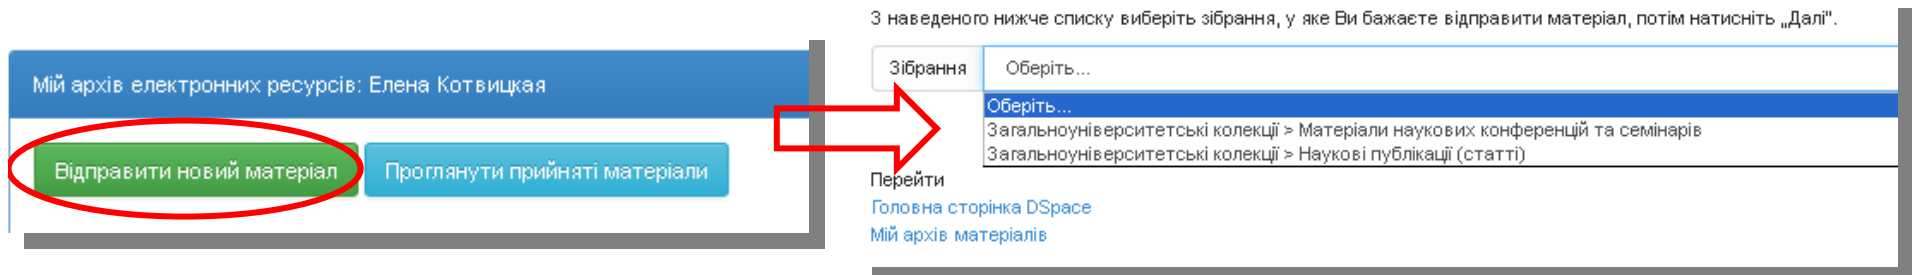 Мій архів електронних ресурсів: Елена Котвицкая
Відправити новий матеріал
Проглянути прийняті матеріали
З наведеного нижче списку виберіть зібрання, у яке Ви бажаєте відправити матеріал, потім натисніть „Далі".
Зібрання
Оберіть...
Оберіть...
Загальноуніверситетські колекції > Матеріали наукових конференцій та семінарів
Загальноуніверситетські колекції > Наукові публікації (статті)
Перейти
Головна сторінка DSpace
Мій архів матеріалів